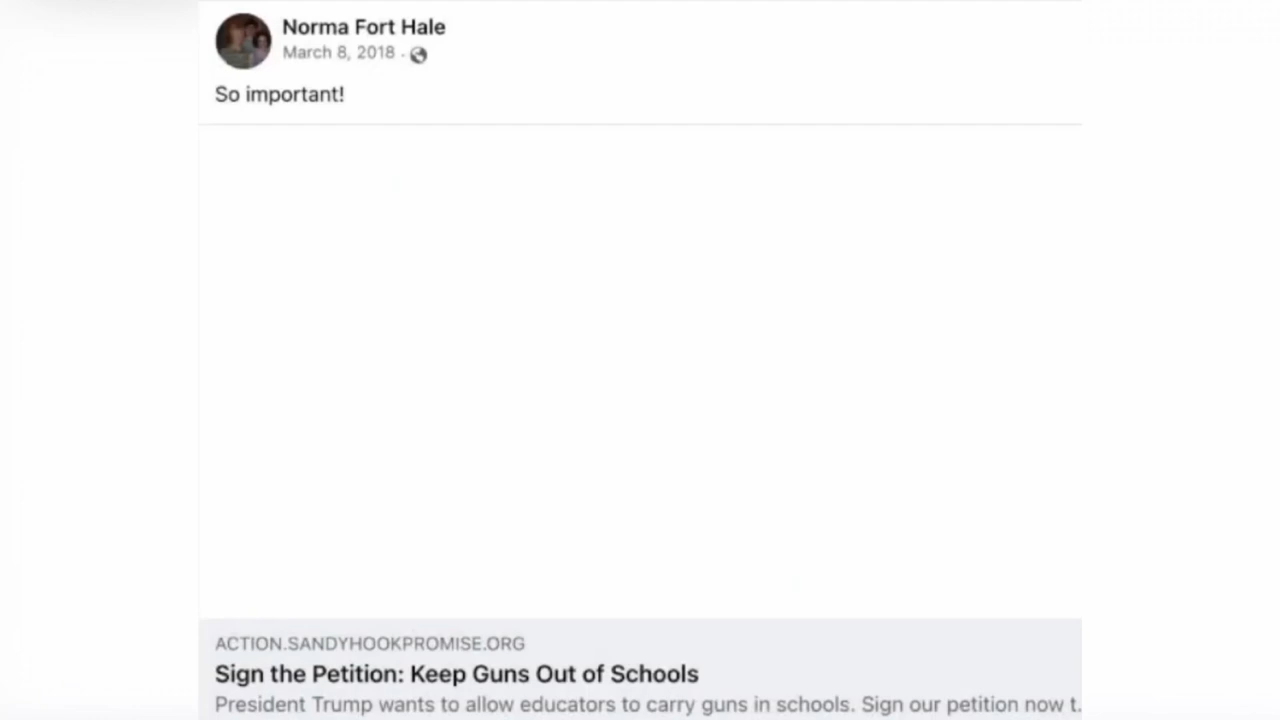 Norma Fort Hale
March 8, 2018 ·
So important!
ACTION.SANDYHOOKPROMISE.ORG
Sign the Petition: Keep Guns Out of Schools
President Trump wants to allow educators to carry guns in schools. Sign our petition now t.